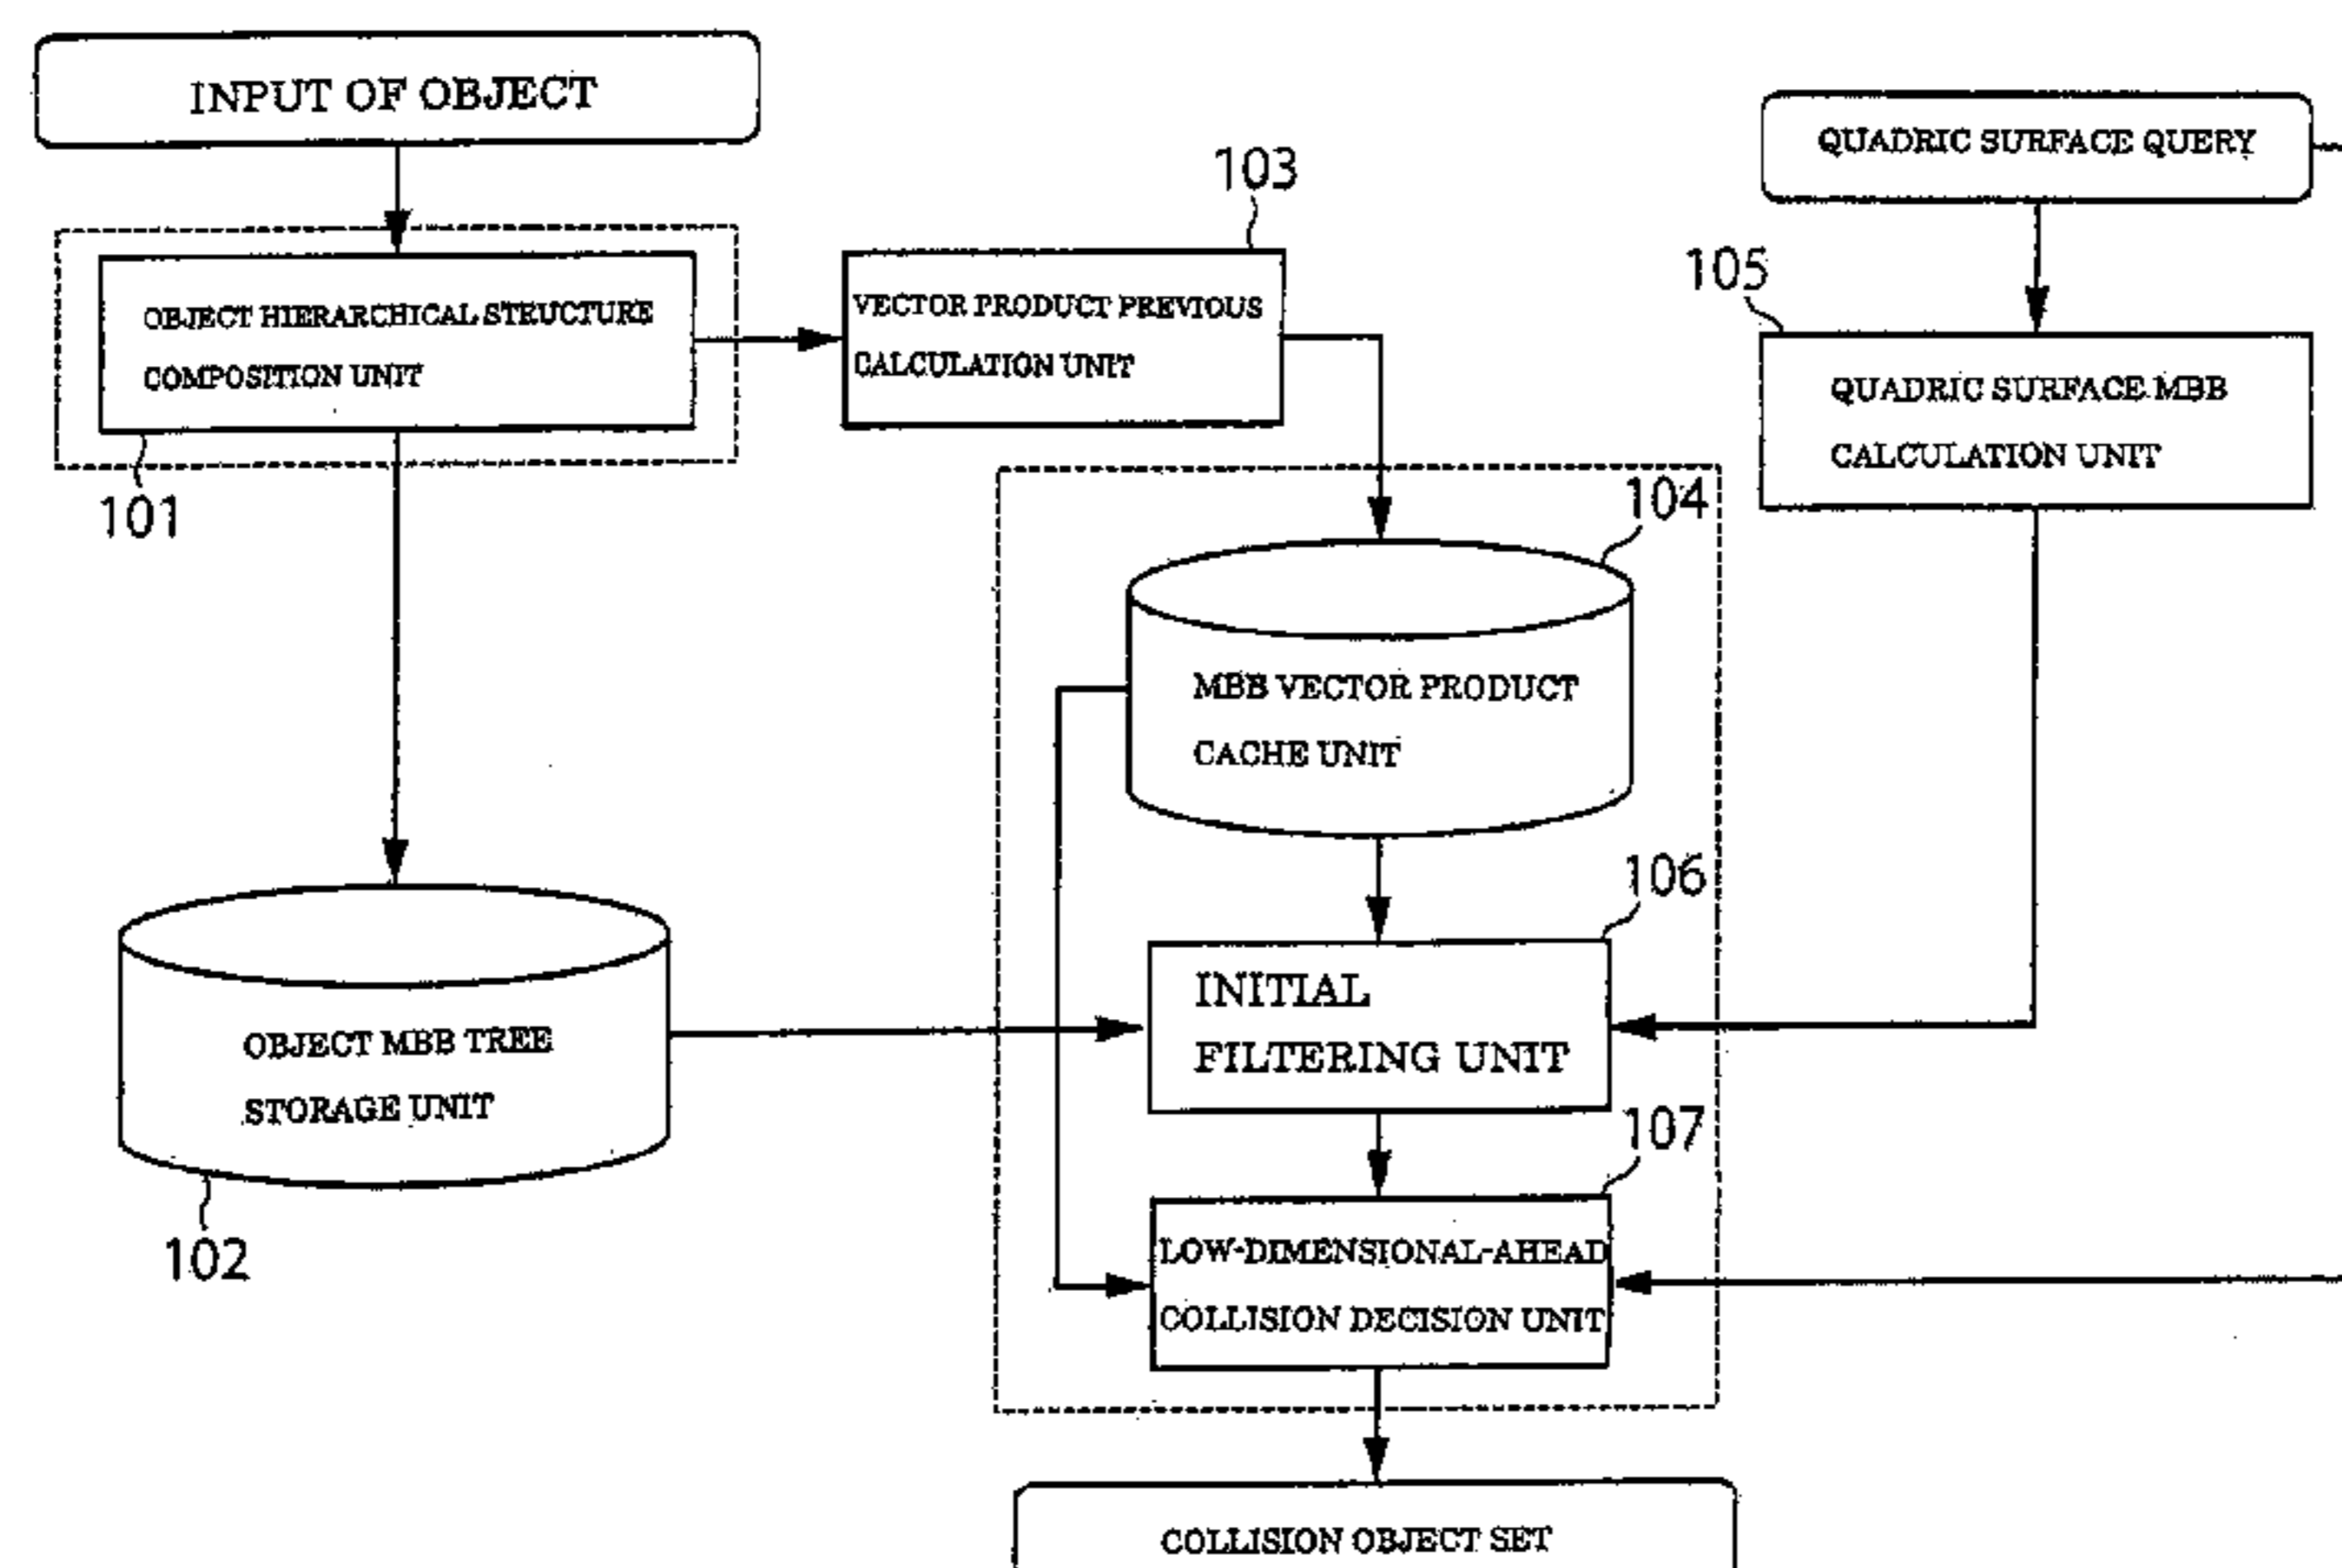 INPUT OF OBJECT
QUADRIC SURFACE QUERY
103
OBJECT HIERARCHICAL STRUCTURE
COMPOSITION UNIT
101
VECTOR PRODUCT PREVIOUS
CALCULATION UNIT
105
QUADRIC SURFACE MBB
CALCULATION UNIT
104
MBB VECTOR PRODUCT
CACHE UNIT
106
INITIAL
FILTERING UNIT
OBJECT MBB TREE
STORAGE UNIT
102
107
LOW-DIMENSIONAL-AHEAD
COLLISION DECISION UNIT
COLLISION OBJECT SET